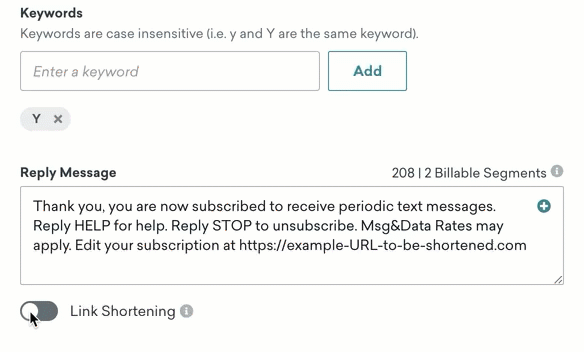 Keywords
Keywords are case insensitive (i.e. y and Y are the same keyword).
Enter a keyword
Add
Y ×
Reply Message
208 | 2 Billable Segments
Thank you, you are now subscribed to receive periodic text messages.
Reply HELP for help. Reply STOP to unsubscribe. Msg&Data Rates may
apply. Edit your subscription at https://example-URL-to-be-shortened.com
Link Shortening